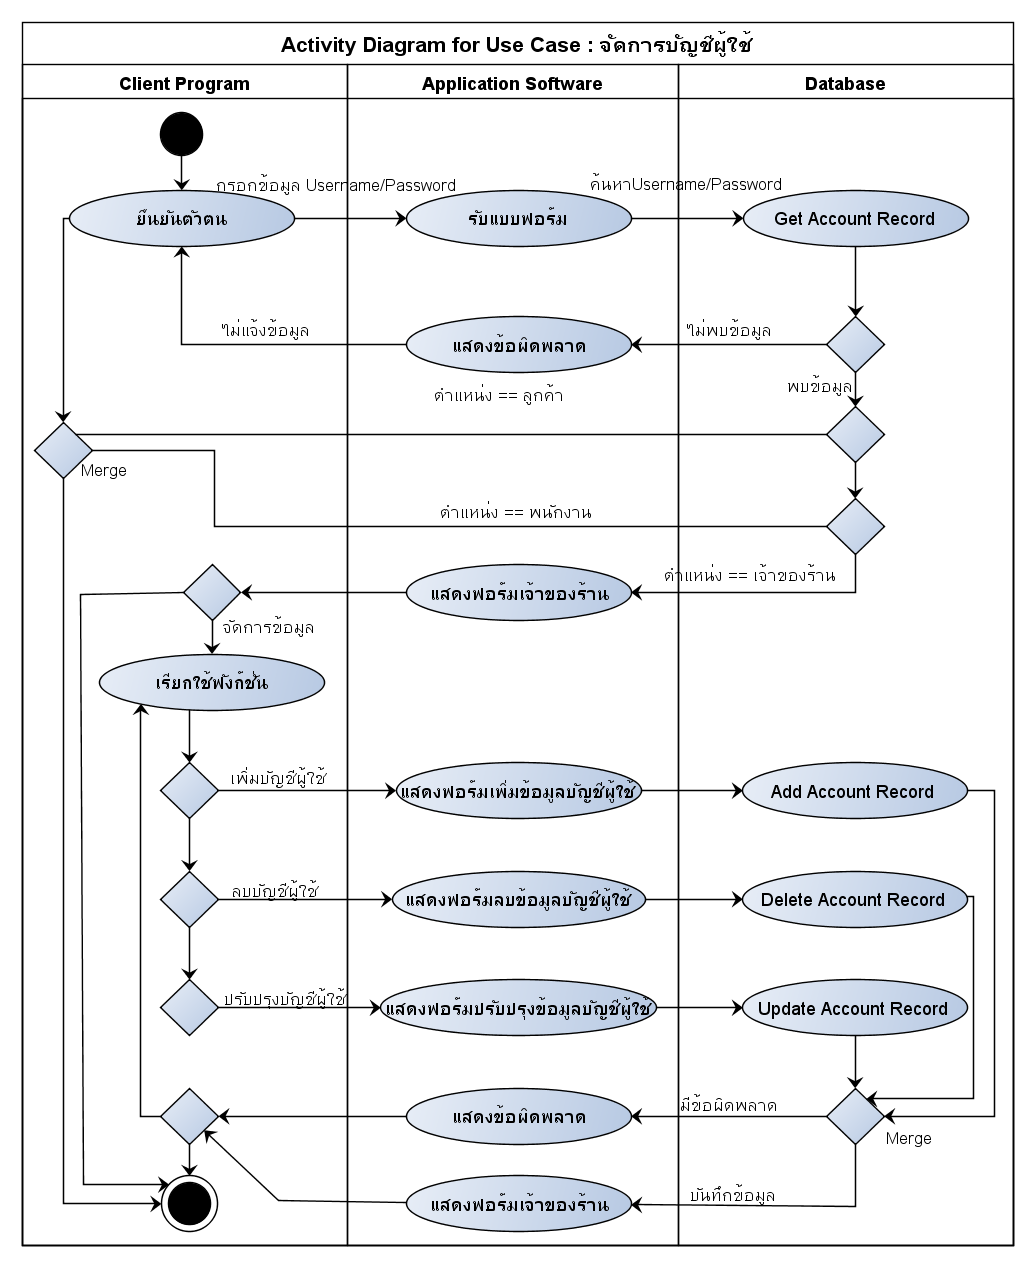 Activity Diagram for Use Case : จัดการบัญชีผู้ใช้
Client Program
Application Software
Database
กรอกข้อมูล Username/Password
ค้นหาUsername/Password
ยืนยันตัวตน
รับแบบฟอร์ม
Get Account Record
ไม่แจ้งข้อมูล
ไม่พบข้อมูล
แสดงข้อผิดพลาด
พบข้อมูล
ตำแหน่ง == ลูกค้า
Merge
ตำแหน่ง == พนักงาน
ตำแหน่ง == เจ้าของร้าน
แสดงฟอร์มเจ้าของร้าน
จัดการข้อมูล
เรียกใช้ฟังก์ชั่น
เพิ่มบัญชีผู้ใช้
แสดงฟอร์มเพิ่มข้อมูลบัญชีผู้ใช้
Add Account Record
ลบบัญชีผู้ใช้
แสดงฟอร์มลบข้อมูลบัญชีผู้ใช้
Delete Account Record
ปรับปรุงบัญชีผู้ใช้
แสดงฟอร์มปรับปรุงข้อมูลบัญชีผู้ใช้
Update Account Record
มีข้อผิดพลาด
แสดงข้อผิดพลาด
Merge
บันทึกข้อมูล
แสดงฟอร์มเจ้าของร้าน